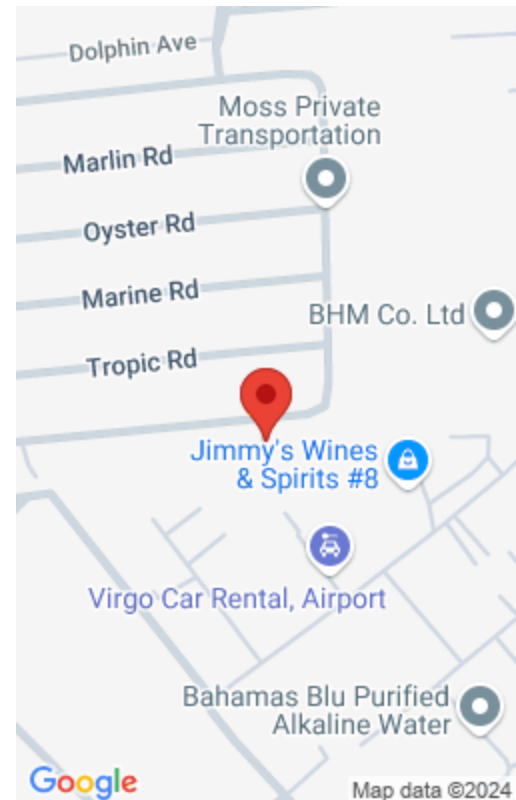 Dolphin Ave
Moss Private
Transportation
Marlin Rd
Oyster Rd
Marine Rd
BHM Co. Ltd
Tropic Rd
Jimmy's Wines
& Spirits #8
Virgo Car Rental, Airport
Bahamas Blu Purified
Alkaline Water
Google
Map data ©2024